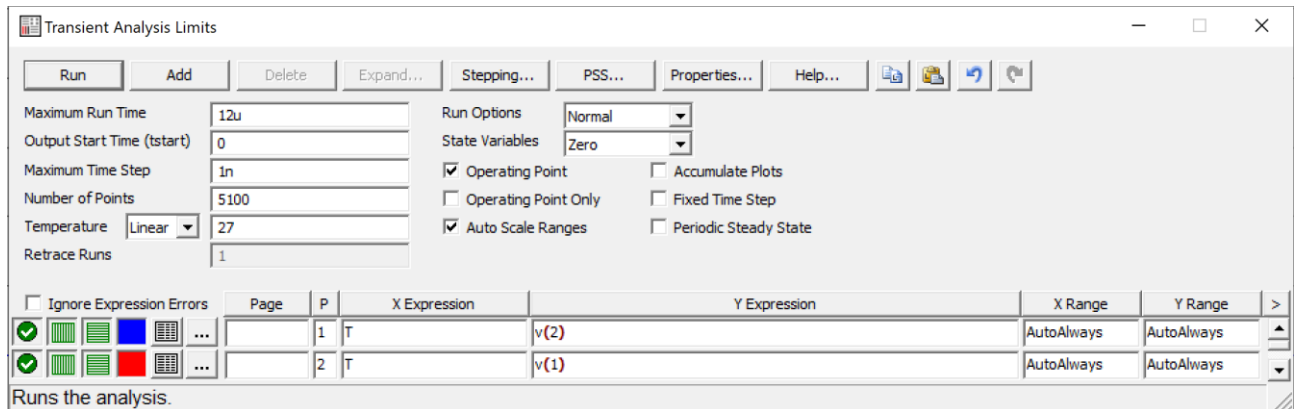 Transient Analysis Limits
Run Add Delete Expand... Stepping... PSS... Properties... Help...
Maximum Run Time 12u Run Options Normal
Output Start Time (tstart) 0 State Variables Zero
Maximum Time Step 1n Operating Point Accumulate Plots
Number of Points 5100 Operating Point Only Fixed Time Step
Temperature Linear 27 Auto Scale Ranges Periodic Steady State
Retrace Runs 1
Ignore Expression Errors Page P X Expression Y Expression X Range Y Range >
... 1 T v(2) AutoAlways AutoAlways
... 2 T v(1) AutoAlways AutoAlways
Runs the analysis.